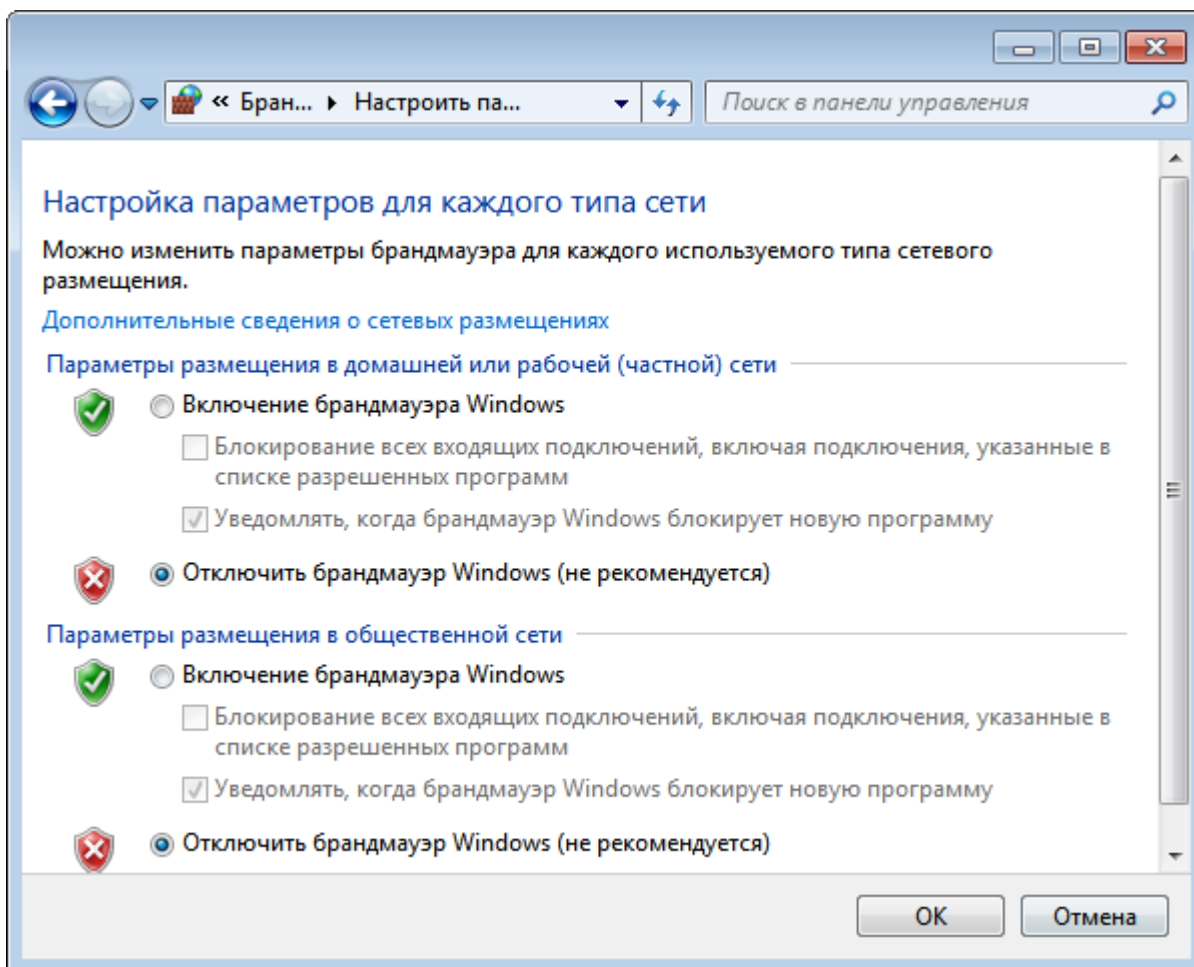 « Бран... Настроить па... Поиск в панели управления
Настройка параметров для каждого типа сети
Можно изменить параметры брандмауэра для каждого используемого типа сетевого
размещения.
Дополнительные сведения о сетевых размещениях
Параметры размещения в домашней или рабочей (частной) сети
Включение брандмауэра Windows
Блокирование всех входящих подключений, включая подключения, указанные в
списке разрешенных программ
Уведомлять, когда брандмауэр Windows блокирует новую программу
Отключить брандмауэр Windows (не рекомендуется)
Параметры размещения в общественной сети
Включение брандмауэра Windows
Блокирование всех входящих подключений, включая подключения, указанные в
списке разрешенных программ
Уведомлять, когда брандмауэр Windows блокирует новую программу
Отключить брандмауэр Windows (не рекомендуется)
ОК Отмена